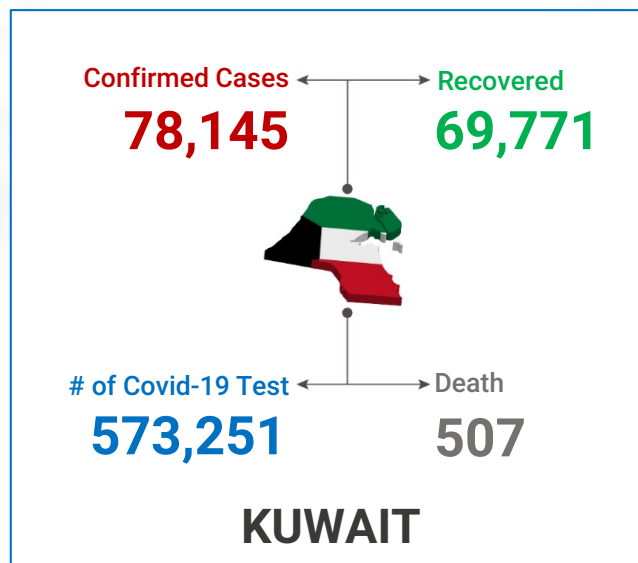 Confirmed Cases
78,145
Recovered
69,771
# of Covid-19 Test
573,251
Death
507
KUWAIT